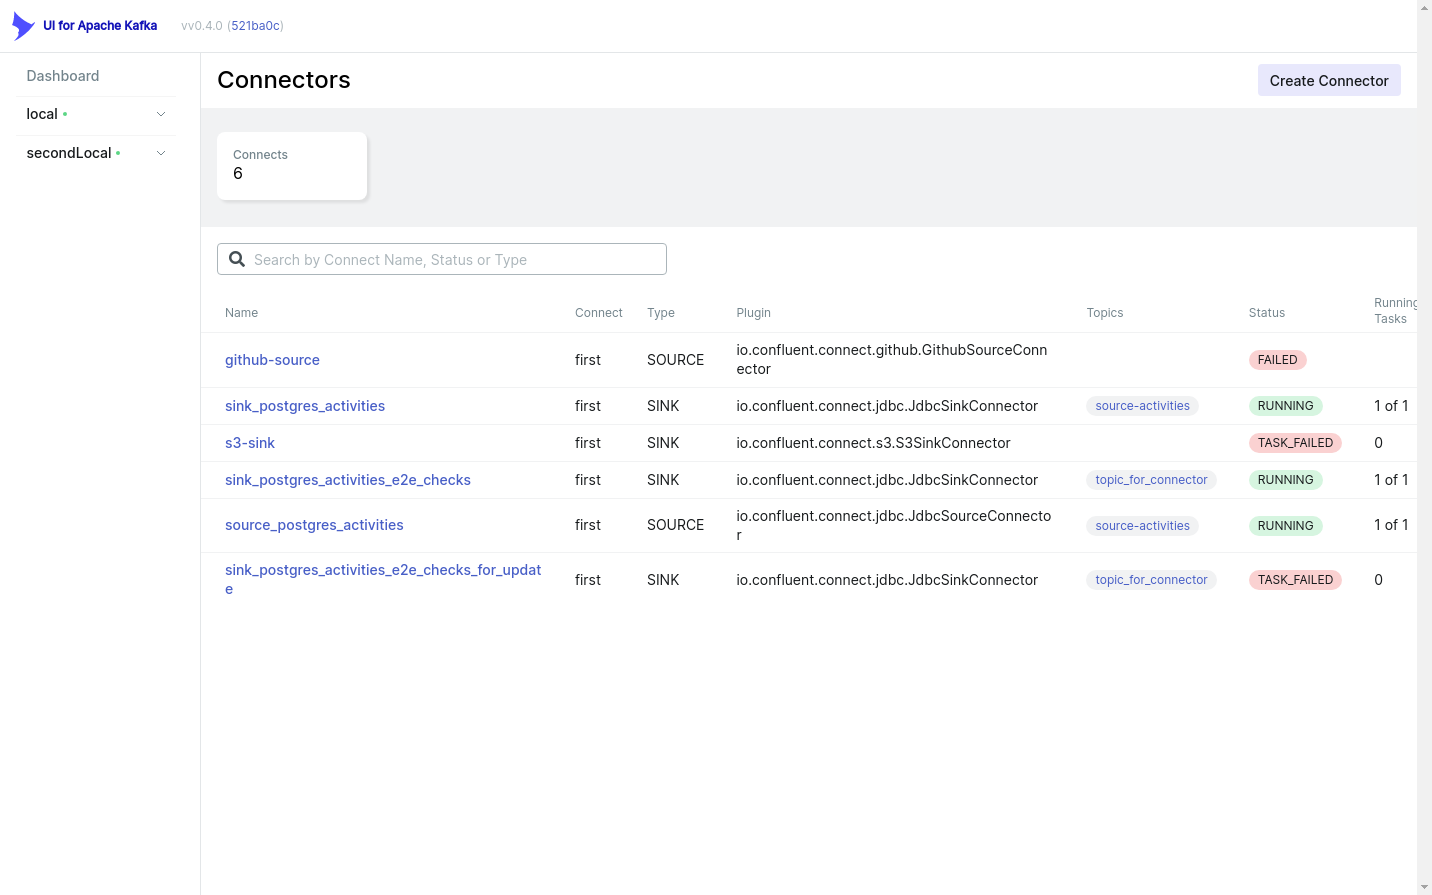 UI for Apache Kafka vv0.4.0 (521ba0c)
Dashboard
local
secondLocal
Connectors
Create Connector
Connects
6
Search by Connect Name, Status or Type
Name Connect Type Plugin Topics Status Running
Tasks
github-source first SOURCE io.confluent.connect.github.GithubSourceConn
ector FAILED
sink_postgres_activities first SINK io.confluent.connect.jdbc.JdbcSinkConnector source-activities RUNNING 1 of 1
s3-sink first SINK io.confluent.connect.s3.S3SinkConnector TASK_FAILED 0
sink_postgres_activities_e2e_checks first SINK io.confluent.connect.jdbc.JdbcSinkConnector topic_for_connector RUNNING 1 of 1
source_postgres_activities first SOURCE io.confluent.connect.jdbc.JdbcSourceConnecto
r source-activities RUNNING 1 of 1
sink_postgres_activities_e2e_checks_for_updat
e first SINK io.confluent.connect.jdbc.JdbcSinkConnector topic_for_connector TASK_FAILED 0